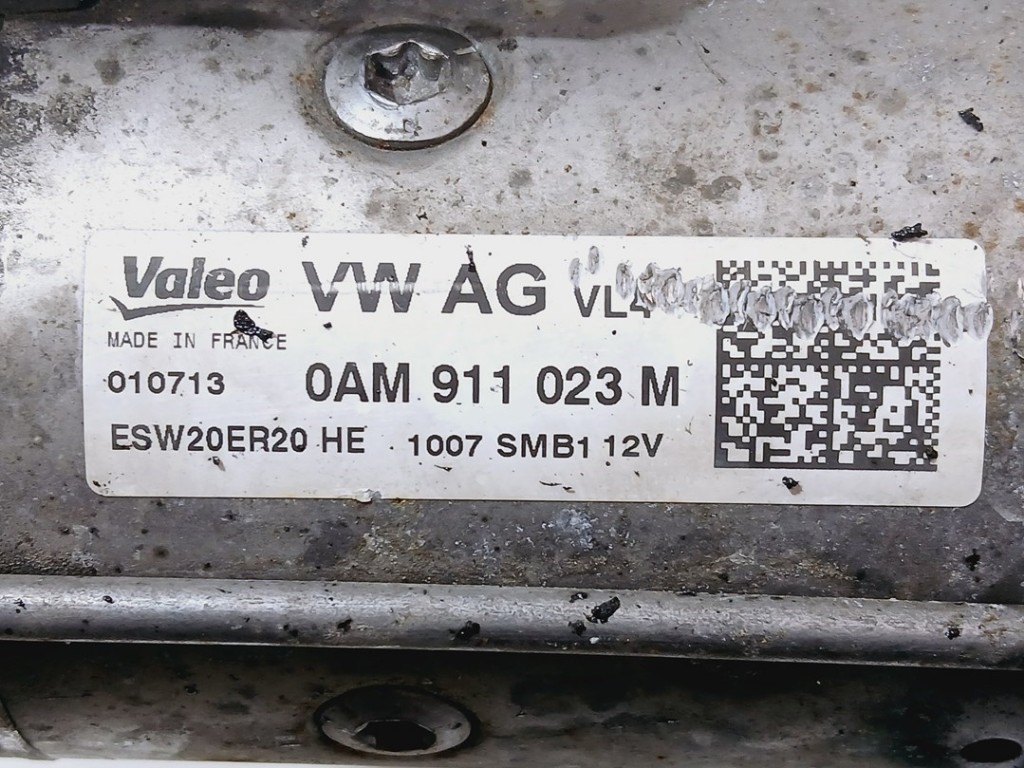 Valeo VW AG VL4
MADE IN FRANCE
010713 0AM 911 023 M
ESW20ER20 HE 1007 SMB1 12V